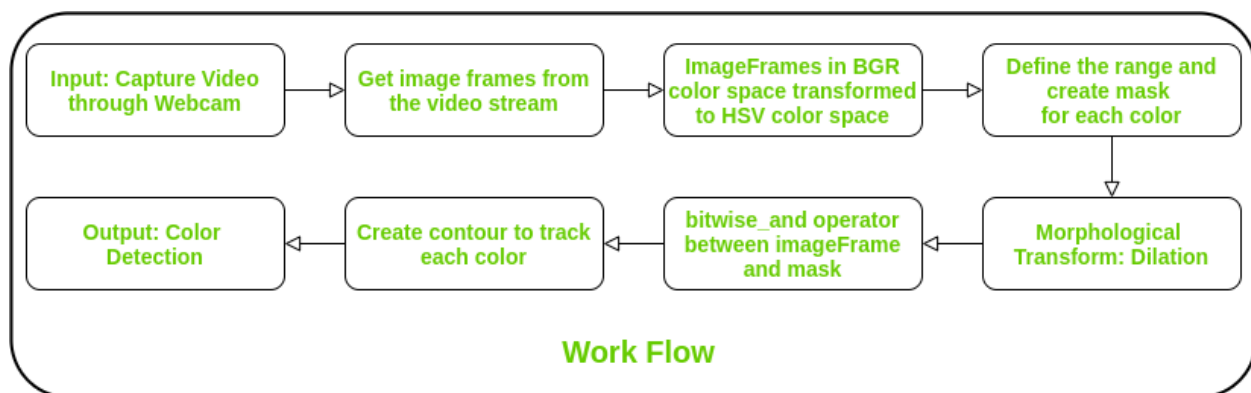 Input: Capture Video
through Webcam
Get image frames from
the video stream
ImageFrames in BGR
color space transformed
to HSV color space
Define the range and
create mask
for each color
Morphological
Transform: Dilation
bitwise_and operator
between imageFrame
and mask
Create contour to track
each color
Output: Color
Detection
Work Flow